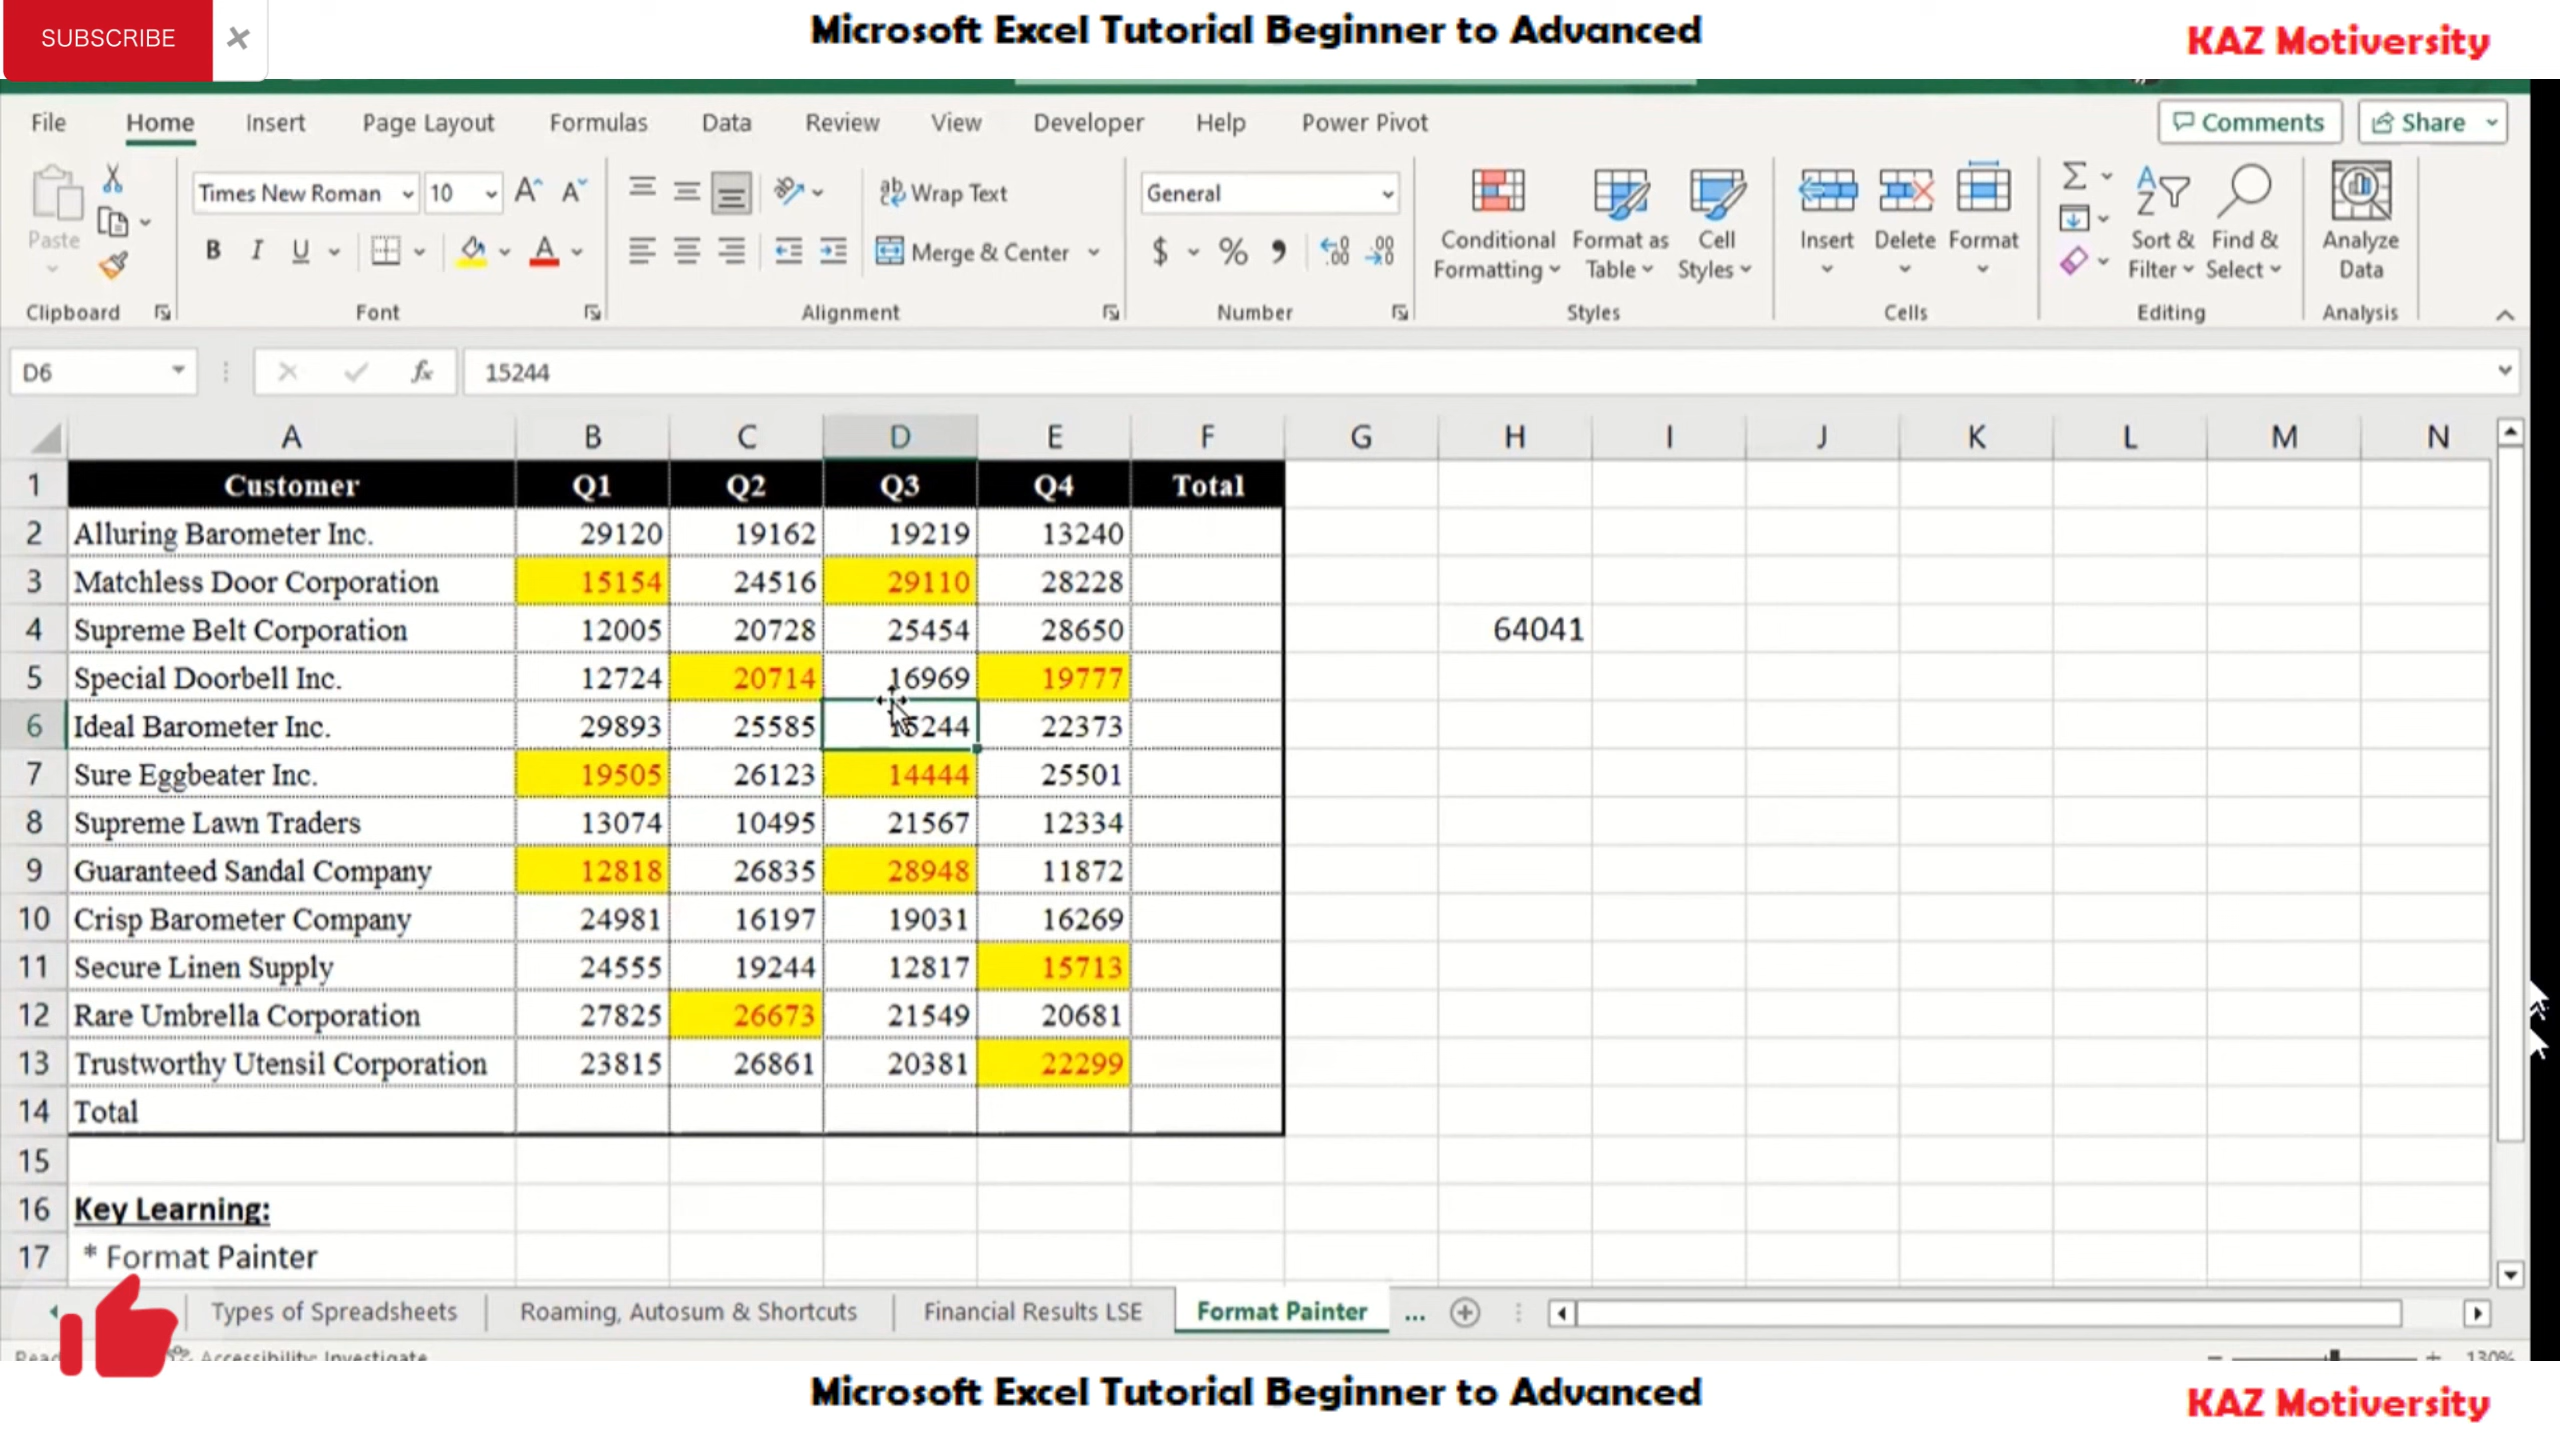 SUBSCRIBE
Microsoft Excel Tutorial Beginner to Advanced
KAZ Motiversity
File Home Insert Page Layout Formulas Data Review View Developer Help Power Pivot Comments Share
Paste
Times New Roman 10
Wrap Text
Merge & Center
General
Conditional Formatting
Format as Table
Cell Styles
Insert Delete Format
Sort & Filter
Find & Select
Analyze Data
Clipboard Font Alignment Number Styles Cells Editing Analysis
D6 fx 15244
A B C D E F G H I J K L M N
1 Customer Q1 Q2 Q3 Q4 Total
2 Alluring Barometer Inc. 29120 19162 19219 13240
3 Matchless Door Corporation 15154 24516 29110 28228
4 Supreme Belt Corporation 12005 20728 25454 28650 64041
5 Special Doorbell Inc. 12724 20714 16969 19777
6 Ideal Barometer Inc. 29893 25585 15244 22373
7 Sure Eggbeater Inc. 19505 26123 14444 25501
8 Supreme Lawn Traders 13074 10495 21567 12334
9 Guaranteed Sandal Company 12818 26835 28948 11872
10 Crisp Barometer Company 24981 16197 19031 16269
11 Secure Linen Supply 24555 19244 12817 15713
12 Rare Umbrella Corporation 27825 26673 21549 20681
13 Trustworthy Utensil Corporation 23815 26861 20381 22299
14 Total
15
16 Key Learning:
17 * Format Painter
Types of Spreadsheets Roaming, Autosum & Shortcuts Financial Results LSE Format Painter ...
Accessibility: Investigate 130%
Microsoft Excel Tutorial Beginner to Advanced
KAZ Motiversity